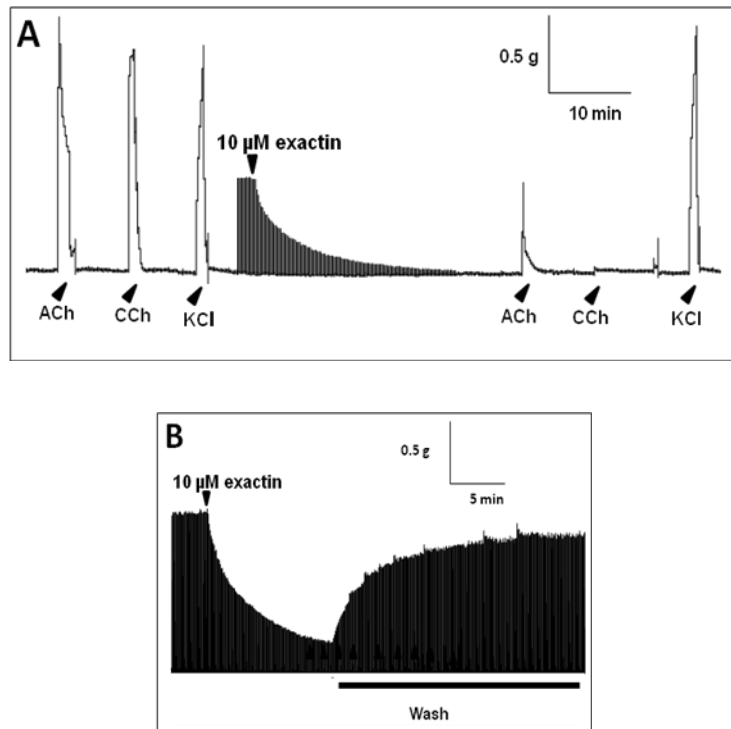 A
0.5 g
10 min
10 µM exactin
ACh
CCh
KCl
ACh
CCh
KCl
B
0.5 g
5 min
10 µM exactin
Wash